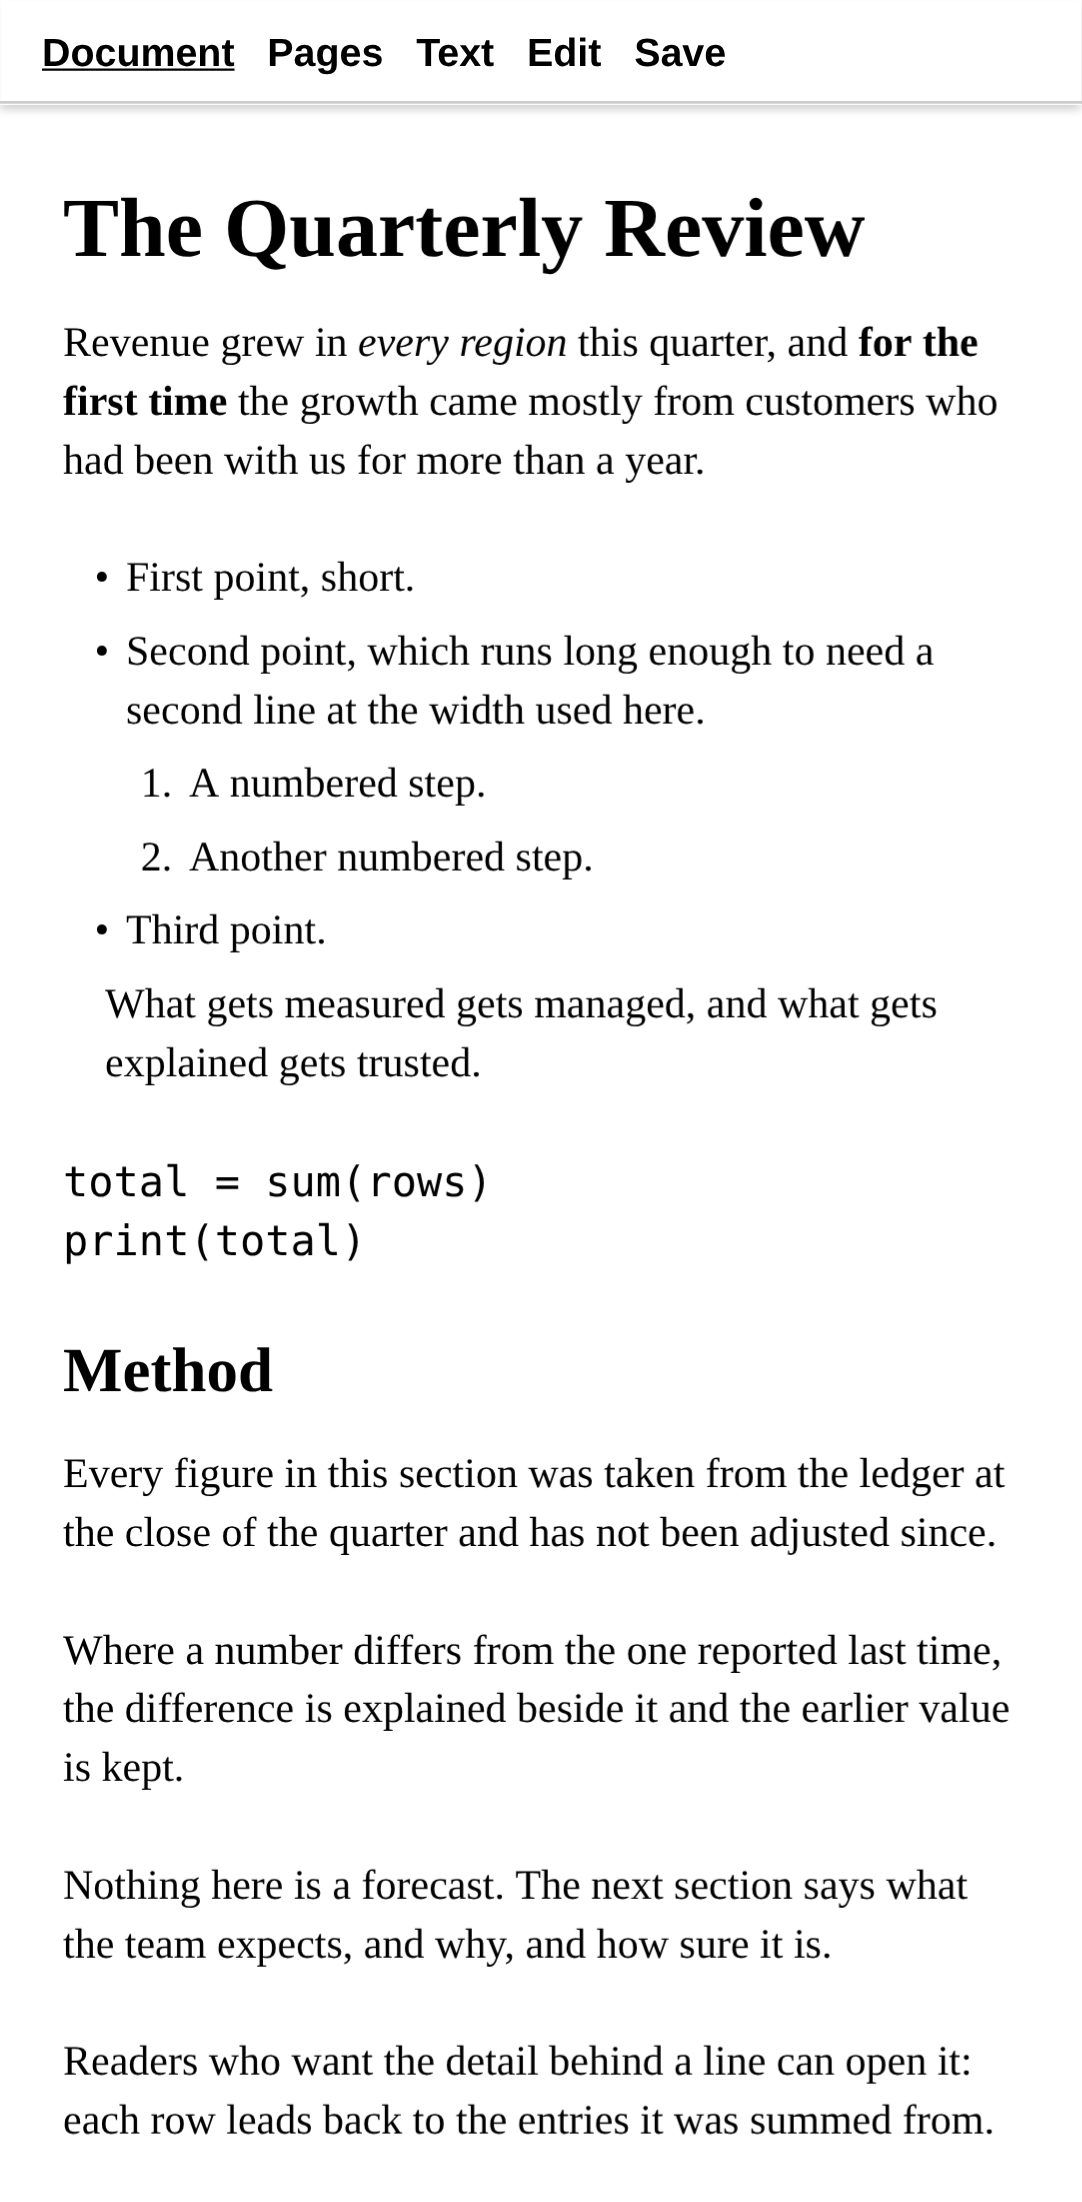 Document Pages Text Edit Save
The Quarterly Review
Revenue grew in every region this quarter, and for the
first time the growth came mostly from customers who
had been with us for more than a year.
• First point, short.
• Second point, which runs long enough to need a
second line at the width used here.
1. A numbered step.
2. Another numbered step.
• Third point.
What gets measured gets managed, and what gets
explained gets trusted.
total = sum(rows)
print(total)
Method
Every figure in this section was taken from the ledger at
the close of the quarter and has not been adjusted since.
Where a number differs from the one reported last time,
the difference is explained beside it and the earlier value
is kept.
Nothing here is a forecast. The next section says what
the team expects, and why, and how sure it is.
Readers who want the detail behind a line can open it:
each row leads back to the entries it was summed from.